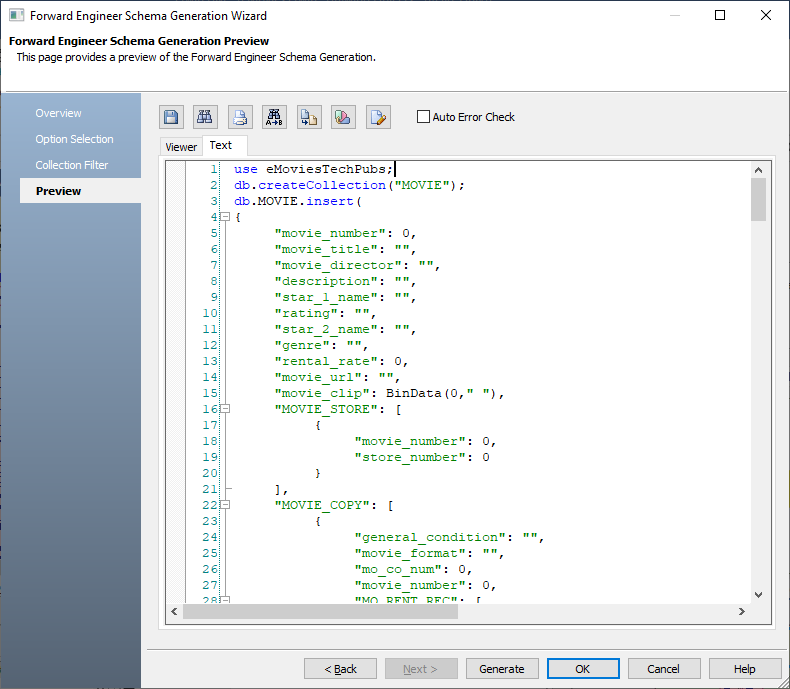 Forward Engineer Schema Generation Wizard
Forward Engineer Schema Generation Preview
This page provides a preview of the Forward Engineer Schema Generation.
Overview
Option Selection
Collection Filter
Preview
A→B
Auto Error Check
Viewer Text
1 use eMoviesTechPubs;
2 db.createCollection("MOVIE");
3 db.MOVIE.insert(
4 {
5 "movie_number": 0,
6 "movie_title": "",
7 "movie_director": "",
8 "description": "",
9 "star_1_name": "",
10 "rating": "",
11 "star_2_name": "",
12 "genre": "",
13 "rental_rate": 0,
14 "movie_url": "",
15 "movie_clip": BinData(0," "),
16 "MOVIE_STORE": [
17 {
18 "movie_number": 0,
19 "store_number": 0
20 }
21 ],
22 "MOVIE_COPY": [
23 {
24 "general_condition": "",
25 "movie_format": "",
26 "mo_co_num": 0,
27 "movie_number": 0,
28 "MO_RENT_REC": [
< Back Next > Generate OK Cancel Help